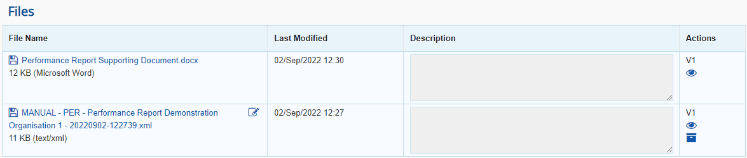 Files
File Name Last Modified Description Actions
Performance Report Supporting Document.docx 02/Sep/2022 12:30 V1
12 KB (Microsoft Word)
MANUAL - PER - Performance Report Demonstration 02/Sep/2022 12:27 V1
Organisation 1 - 20220902-122739.xml
11 KB (text/xml)